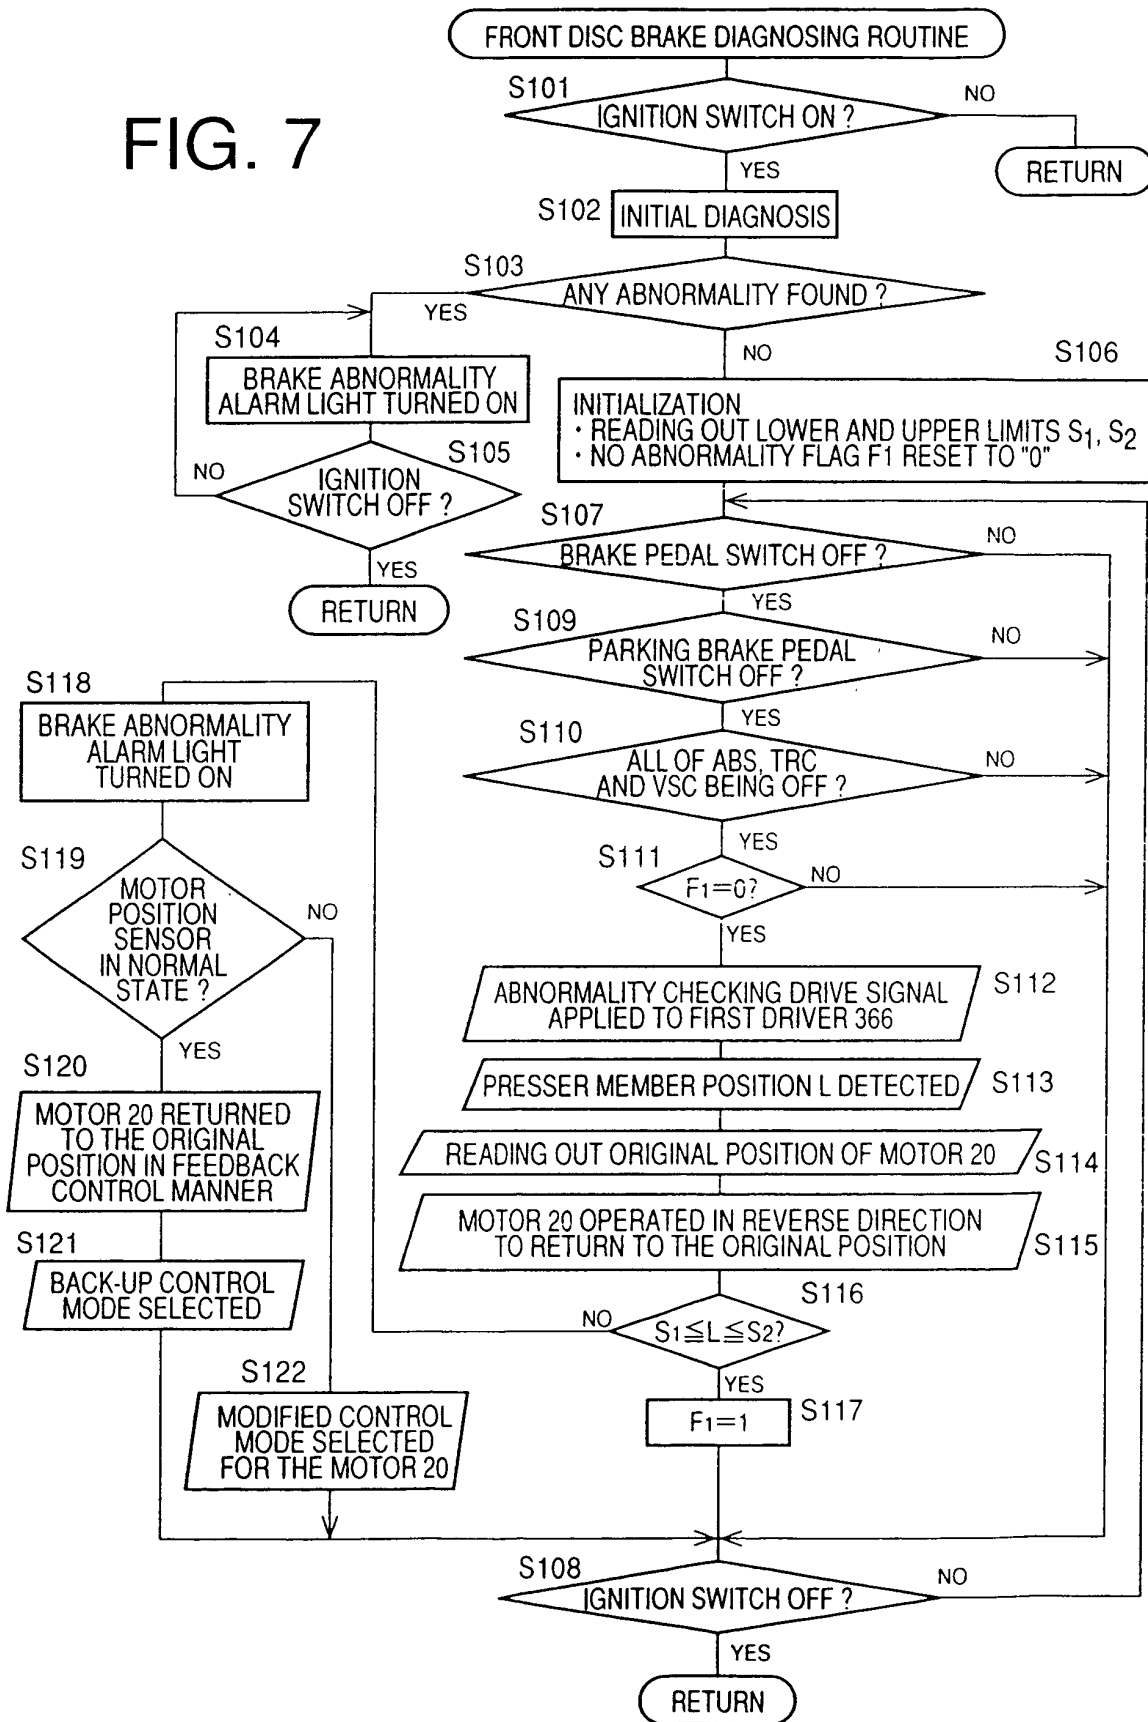 FRONT DISC BRAKE DIAGNOSING ROUTINE
FIG. 7
S101
IGNITION SWITCH ON ?
NO
RETURN
YES
S102
INITIAL DIAGNOSIS
S103
ANY ABNORMALITY FOUND ?
YES
NO
S104
BRAKE ABNORMALITY
ALARM LIGHT TURNED ON
S105
IGNITION
SWITCH OFF ?
NO
YES
RETURN
S106
INITIALIZATION
· READING OUT LOWER AND UPPER LIMITS S1, S2
· NO ABNORMALITY FLAG F1 RESET TO "0"
S107
BRAKE PEDAL SWITCH OFF ?
NO
YES
S109
PARKING BRAKE PEDAL
SWITCH OFF ?
NO
YES
S110
ALL OF ABS, TRC
AND VSC BEING OFF ?
NO
YES
S111
F1=0?
NO
YES
S112
ABNORMALITY CHECKING DRIVE SIGNAL
APPLIED TO FIRST DRIVER 366
S113
PRESSER MEMBER POSITION L DETECTED
S114
READING OUT ORIGINAL POSITION OF MOTOR 20
S115
MOTOR 20 OPERATED IN REVERSE DIRECTION
TO RETURN TO THE ORIGINAL POSITION
S116
S1≦L≦S2?
NO
YES
S117
F1=1
S118
BRAKE ABNORMALITY
ALARM LIGHT
TURNED ON
S119
MOTOR
POSITION
SENSOR
IN NORMAL
STATE ?
NO
YES
S120
MOTOR 20 RETURNED
TO THE ORIGINAL
POSITION IN FEEDBACK
CONTROL MANNER
S121
BACK-UP CONTROL
MODE SELECTED
S122
MODIFIED CONTROL
MODE SELECTED
FOR THE MOTOR 20
S108
IGNITION SWITCH OFF ?
NO
YES
RETURN